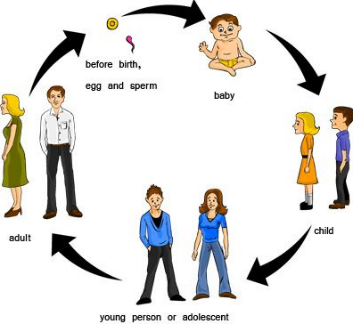 before birth,
egg and sperm
baby
child
young person or adolescent
adult